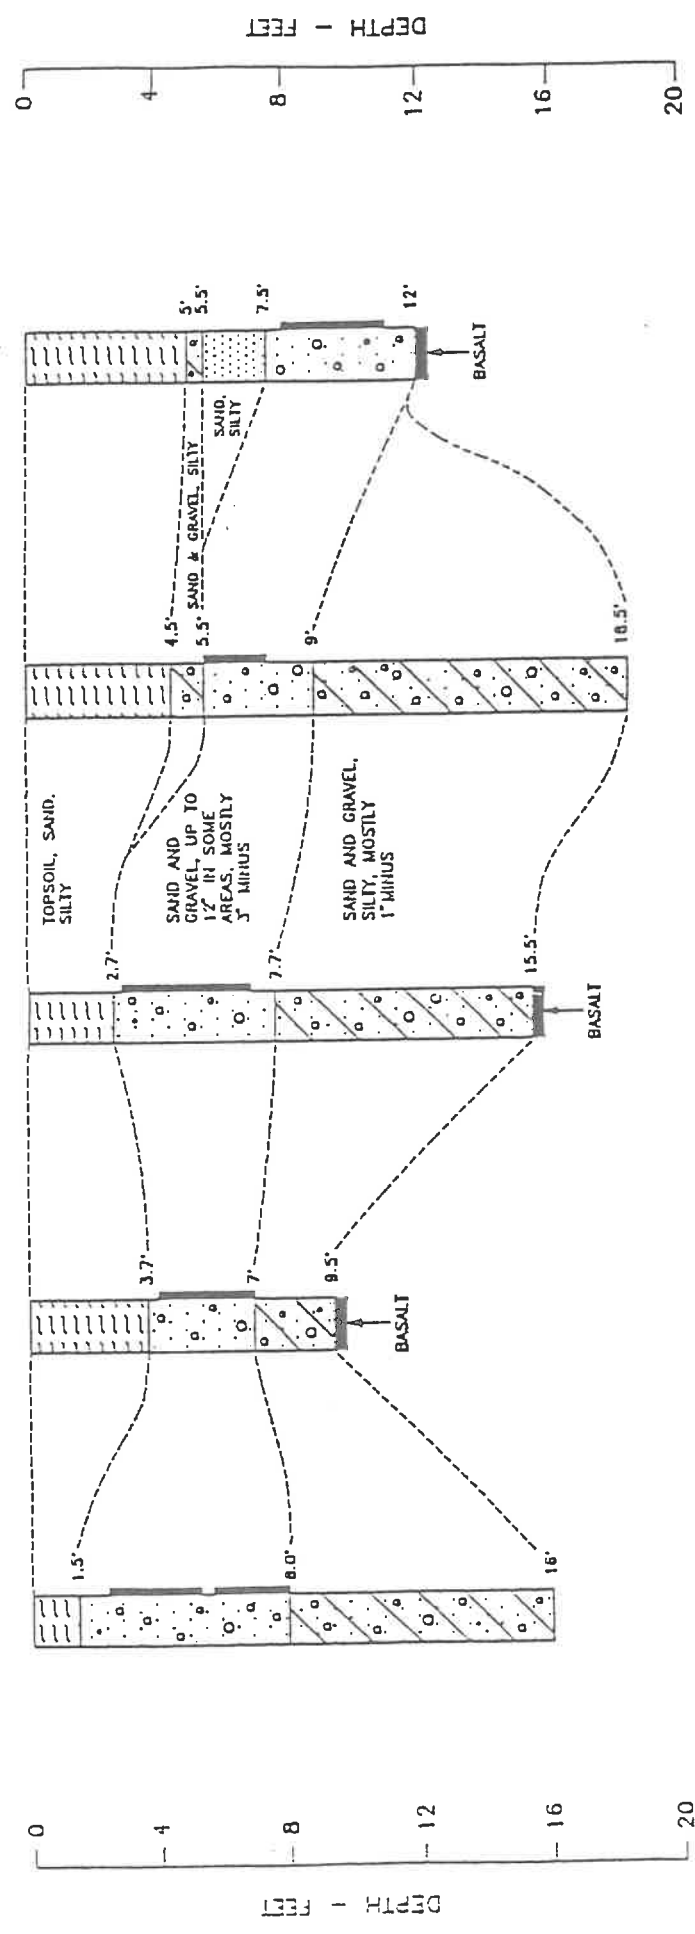 DEPTH - FEET
0
4
8
12
16
20
1.5'
8.0'
16'
3.7'
7'
9.5'
BASALT
2.7'
7.7'
15.5'
BASALT
TOPSOIL, SAND,
SILTY
SAND AND
GRAVEL, UP TO
12" IN SOME
AREAS, MOSTLY
3" MINUS
SAND AND GRAVEL,
SILTY, MOSTLY
1" MINUS
4.5'
5.5'
9'
18.5'
SAND & GRAVEL, SILTY
SAND,
SILTY
5'
5.5'
7.5'
12'
BASALT
DEPTH - FEET
0
4
8
12
16
20